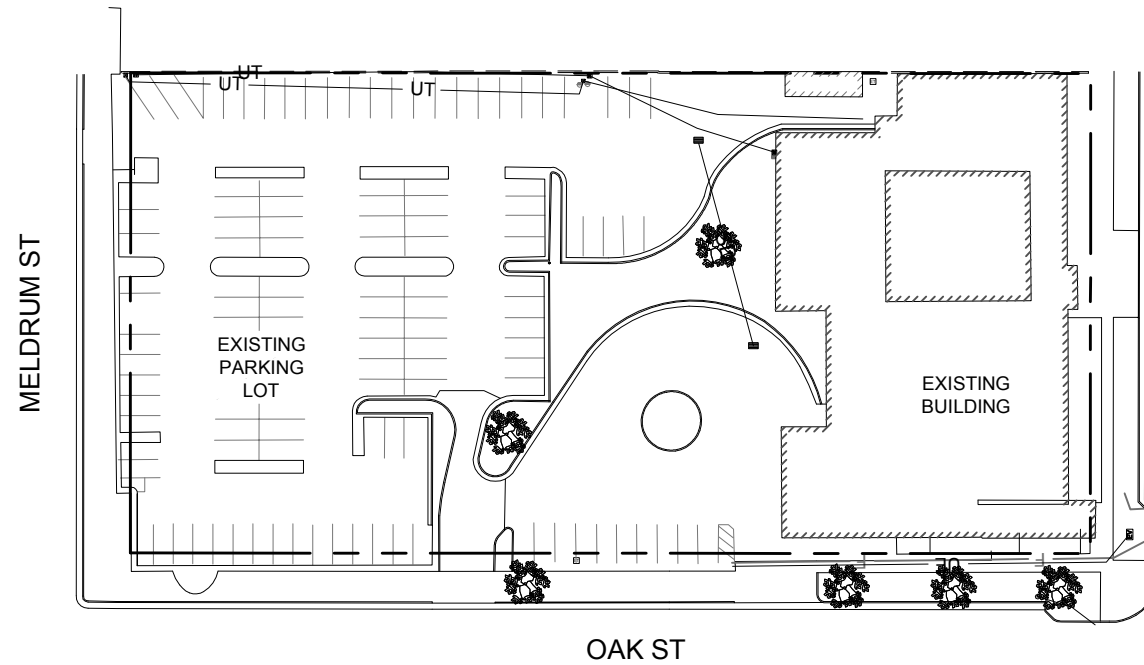 UT
UT
UT
MELDRUM ST
EXISTING
PARKING
LOT
EXISTING
BUILDING
OAK ST